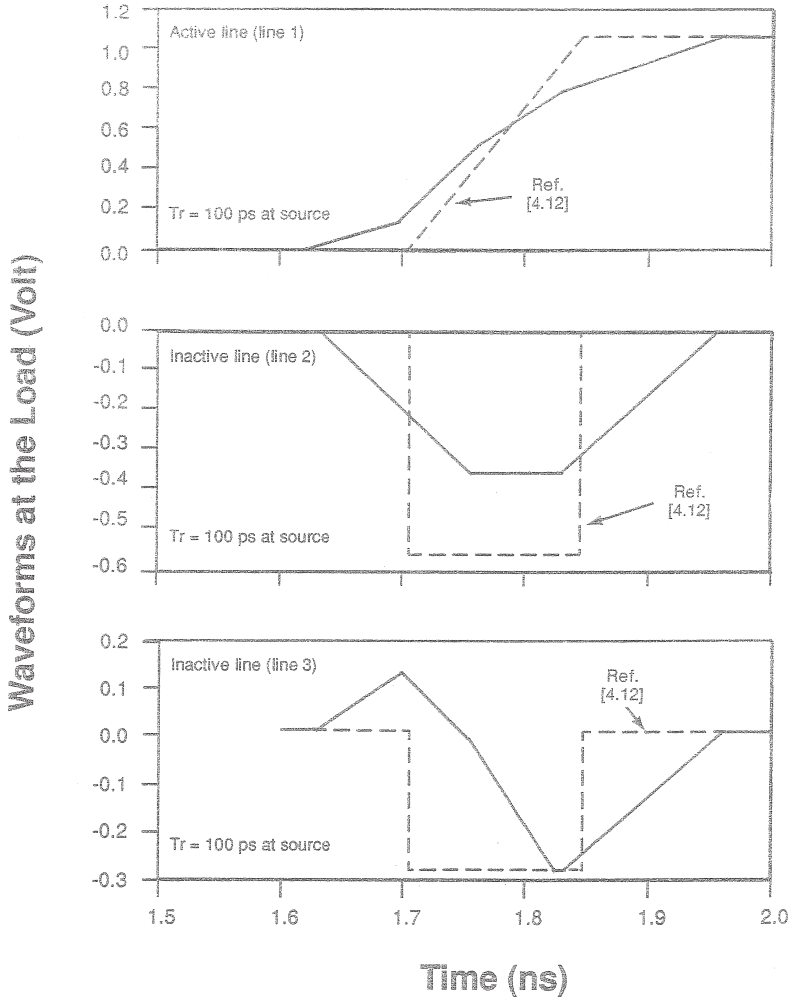 Waveforms at the Load (Volt)
1.2
1.0
0.8
0.6
0.4
0.2
0.0
Active line (line 1)
Ref.
[4.12]
Tr = 100 ps at source
0.0
-0.1
-0.2
-0.3
-0.4
-0.5
-0.6
Inactive line (line 2)
Ref.
[4.12]
Tr = 100 ps at source
0.2
0.1
0.0
-0.1
-0.2
-0.3
Inactive line (line 3)
Ref.
[4.12]
Tr = 100 ps at source
1.5 1.6 1.7 1.8 1.9 2.0
Time (ns)